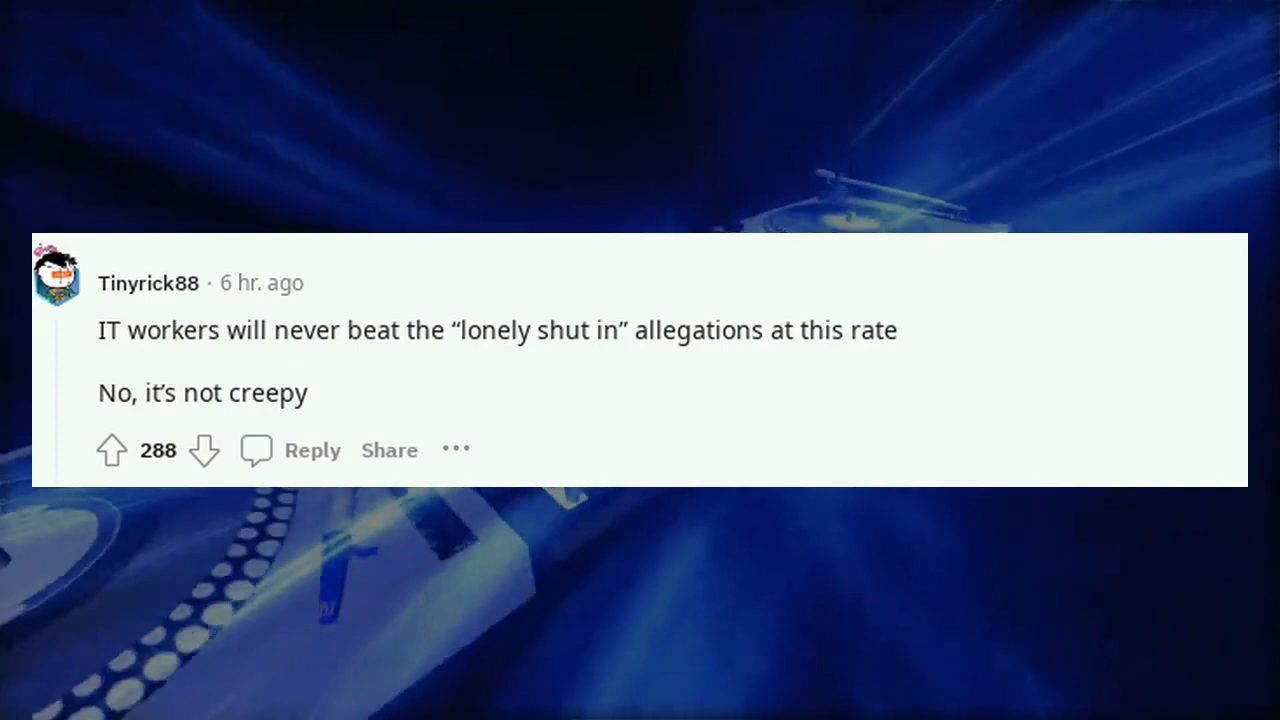 Tinyrick88 · 6 hr. ago
IT workers will never beat the “lonely shut in” allegations at this rate
No, it’s not creepy
288 Reply Share ···